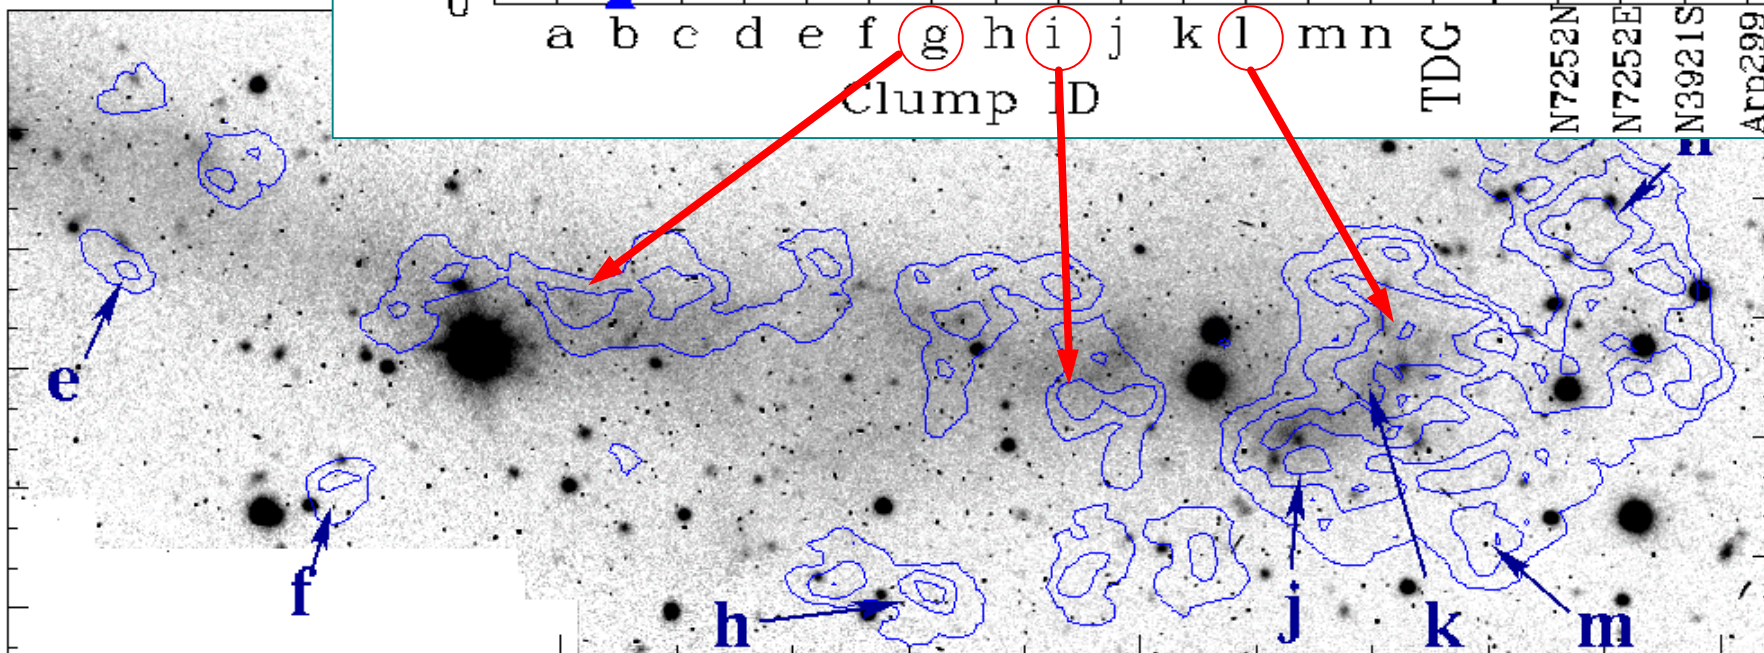 0
a b c d e f g h i j k l m n TDG N7252N N7252E N3921S Arp299
Clump ID
n
e
f
h
j
k
m